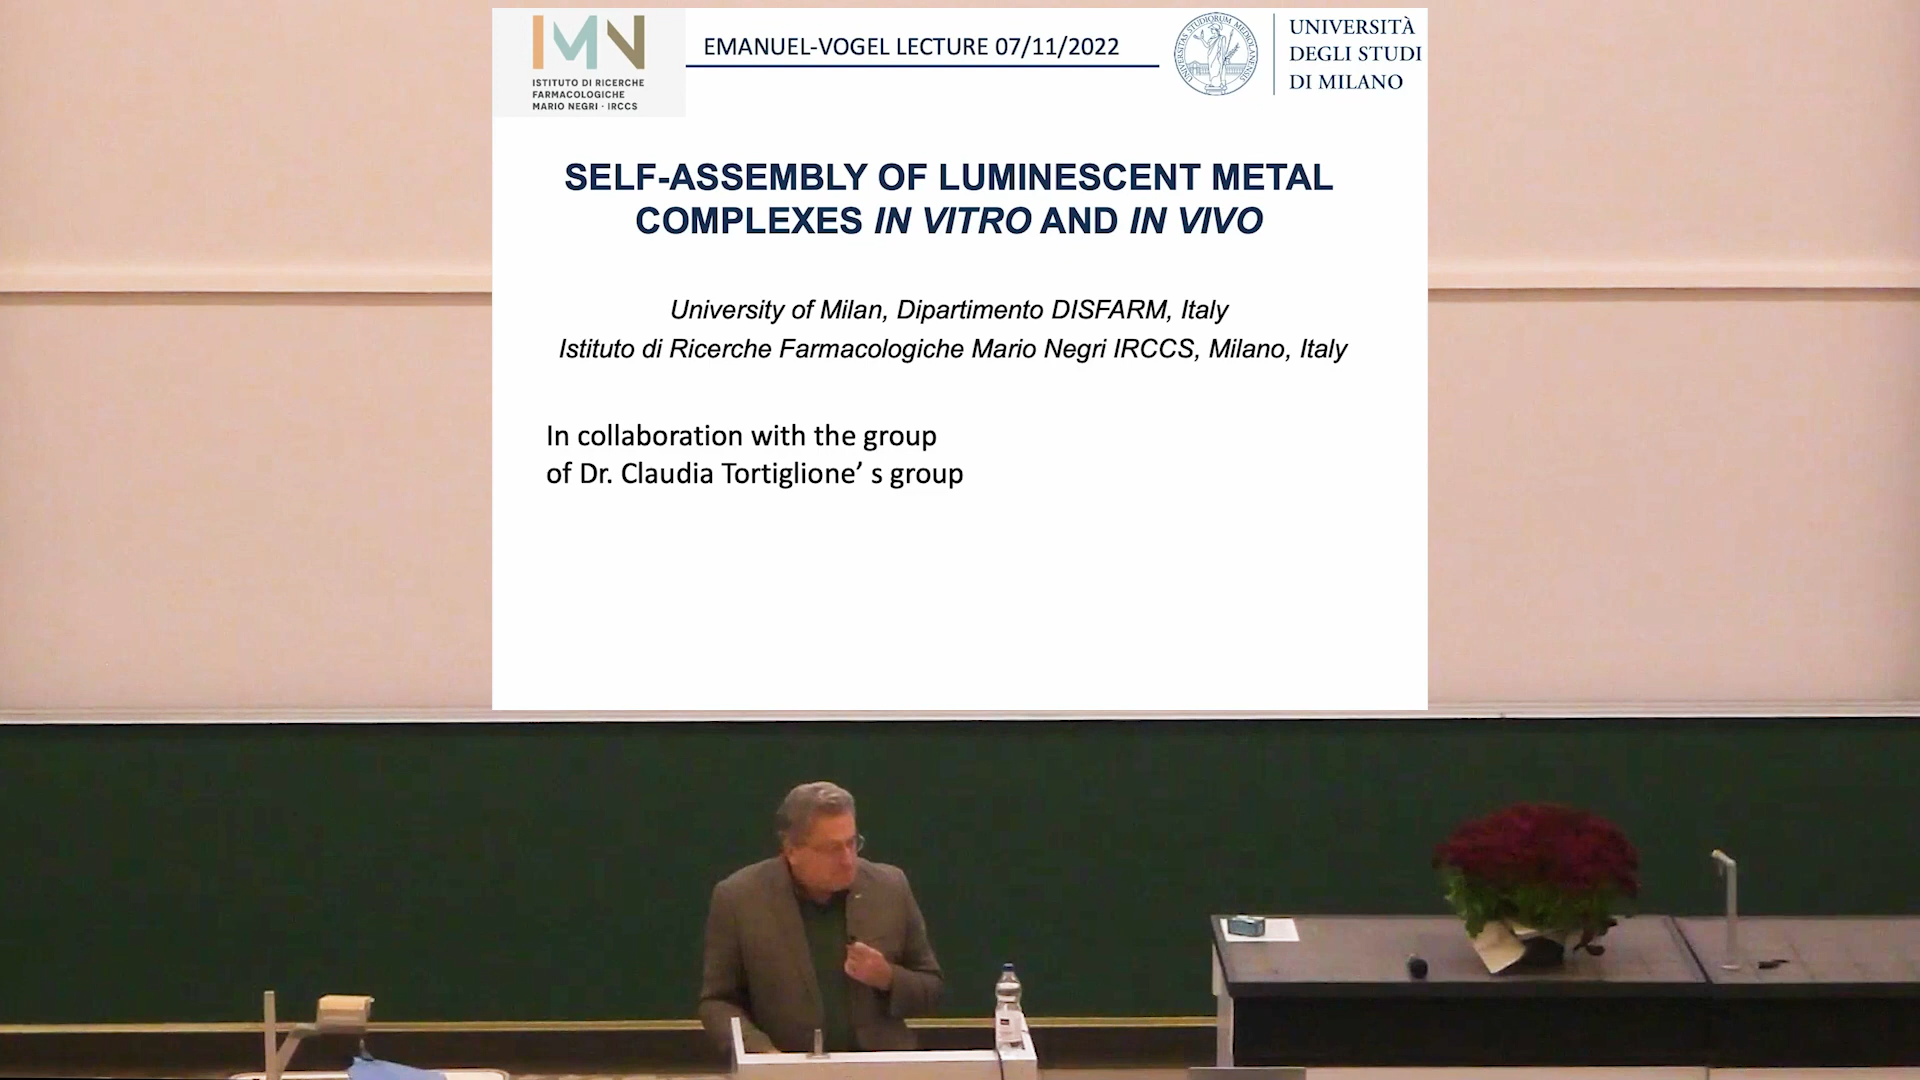 IMN
ISTITUTO DI RICERCHE
FARMACOLOGICHE
MARIO NEGRI · IRCCS
EMANUEL-VOGEL LECTURE 07/11/2022
UNIVERSITÀ
DEGLI STUDI
DI MILANO
SELF-ASSEMBLY OF LUMINESCENT METAL
COMPLEXES IN VITRO AND IN VIVO
University of Milan, Dipartimento DISFARM, Italy
Istituto di Ricerche Farmacologiche Mario Negri IRCCS, Milano, Italy
In collaboration with the group
of Dr. Claudia Tortiglione’ s group